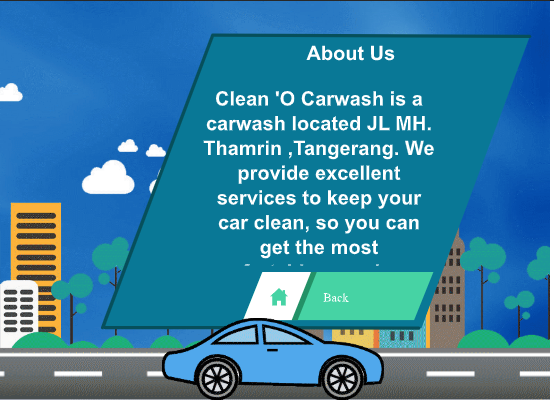 About Us
Clean 'O Carwash is a
carwash located JL MH.
Thamrin ,Tangerang. We
provide excellent
services to keep your
car clean, so you can
get the most
Back